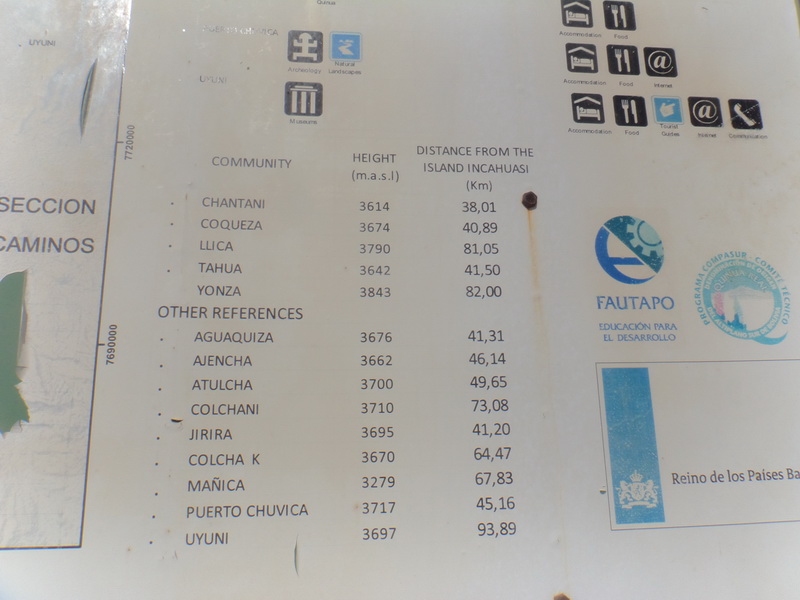 UYUNI
SECCION
CAMINOS
7720000
7690000
Archeology
Natural
Landscapes
UYUNI
Museums
Accommodation Food
Accommodation Food Internet
Accommodation Food Tourist Guides Internet Communication
COMMUNITY HEIGHT (m.a.s.l) DISTANCE FROM THE ISLAND INCAHUASI (Km)
CHANTANI 3614 38,01
COQUEZA 3674 40,89
LLICA 3790 81,05
TAHUA 3642 41,50
YONZA 3843 82,00
OTHER REFERENCES
AGUAQUIZA 3676 41,31
AJENCHA 3662 46,14
ATULCHA 3700 49,65
COLCHANI 3710 73,08
JIRIRA 3695 41,20
COLCHA K 3670 64,47
MAÑICA 3279 67,83
PUERTO CHUVICA 3717 45,16
UYUNI 3697 93,89
FAUTAPO
EDUCACIÓN PARA
EL DESARROLLO
PROGRAMA COMPASUR - COMITÉ TÉCNICO
Reino de los Países Ba